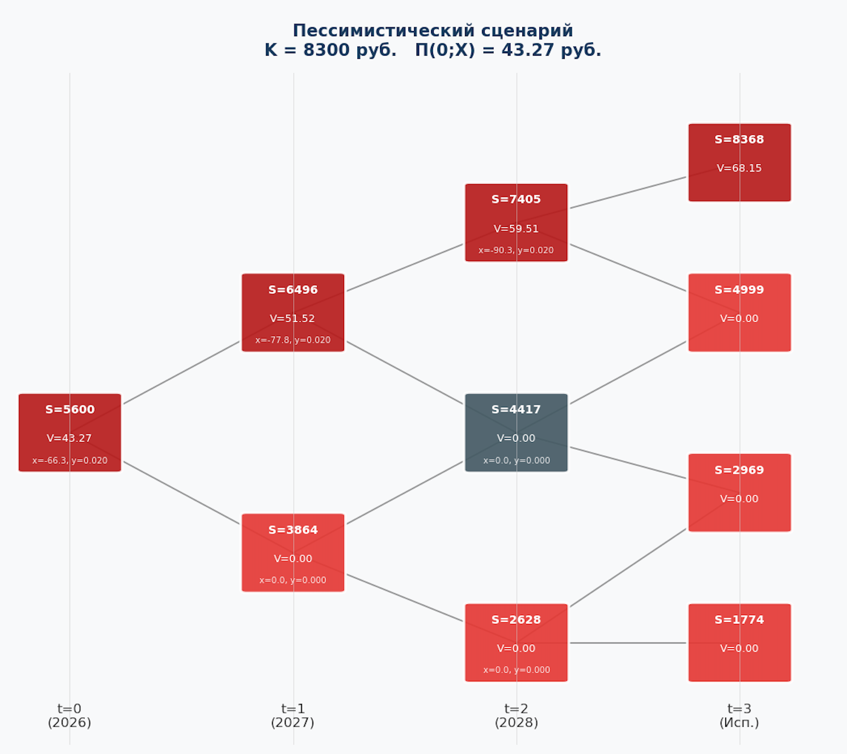 Пессимистический сценарий
K = 8300 руб.   П(0;X) = 43.27 руб.
S=8368
V=68.15
S=7405
V=59.51
x=-90.3, y=0.020
S=6496
V=51.52
x=-77.8, y=0.020
S=4999
V=0.00
S=5600
V=43.27
x=-66.3, y=0.020
S=4417
V=0.00
x=0.0, y=0.000
S=2969
V=0.00
S=3864
V=0.00
x=0.0, y=0.000
S=2628
V=0.00
x=0.0, y=0.000
S=1774
V=0.00
t=0
(2026)
t=1
(2027)
t=2
(2028)
t=3
(Исп.)